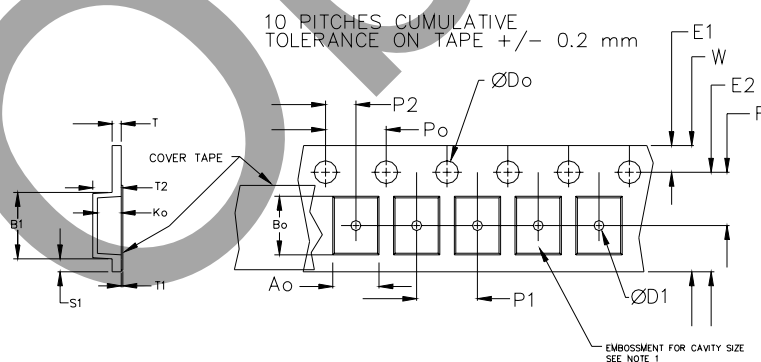 10 PITCHES CUMULATIVE
TOLERANCE ON TAPE +/- 0.2 mm
E1
W
E2
F
ØDo
P2
Po
T
COVER TAPE
T2
Ko
B1
Bo
S1
T1
Ao
P1
ØD1
EMBOSSMENT FOR CAVITY SIZE
SEE NOTE 1